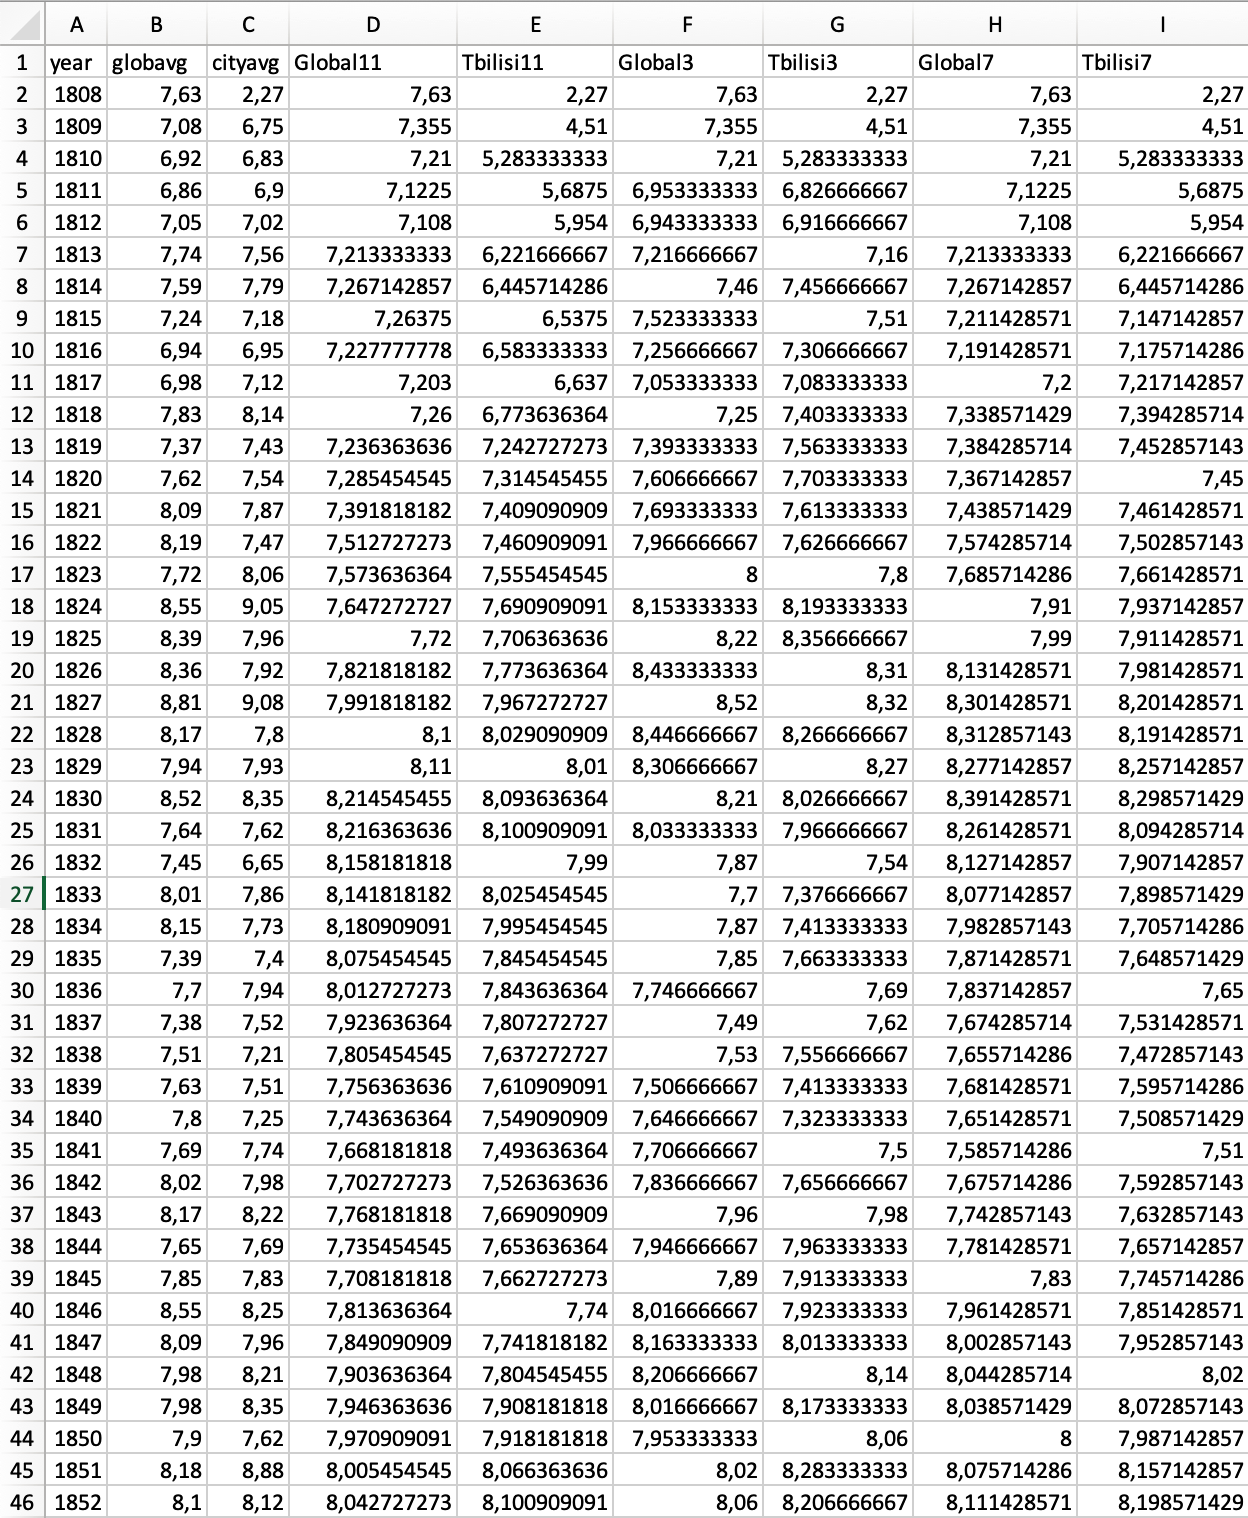 A B C D E F G H I
1 year globavg cityavg Global11 Tbilisi11 Global3 Tbilisi3 Global7 Tbilisi7
2 1808 7,63 2,27 7,63 2,27 7,63 2,27 7,63 2,27
3 1809 7,08 6,75 7,355 4,51 7,355 4,51 7,355 4,51
4 1810 6,92 6,83 7,21 5,283333333 7,21 5,283333333 7,21 5,283333333
5 1811 6,86 6,9 7,1225 5,6875 6,953333333 6,826666667 7,1225 5,6875
6 1812 7,05 7,02 7,108 5,954 6,943333333 6,916666667 7,108 5,954
7 1813 7,74 7,56 7,213333333 6,221666667 7,216666667 7,16 7,213333333 6,221666667
8 1814 7,59 7,79 7,267142857 6,445714286 7,46 7,456666667 7,267142857 6,445714286
9 1815 7,24 7,18 7,26375 6,5375 7,523333333 7,51 7,211428571 7,147142857
10 1816 6,94 6,95 7,227777778 6,583333333 7,256666667 7,306666667 7,191428571 7,175714286
11 1817 6,98 7,12 7,203 6,637 7,053333333 7,083333333 7,2 7,217142857
12 1818 7,83 8,14 7,26 6,773636364 7,25 7,403333333 7,338571429 7,394285714
13 1819 7,37 7,43 7,236363636 7,242727273 7,393333333 7,563333333 7,384285714 7,452857143
14 1820 7,62 7,54 7,285454545 7,314545455 7,606666667 7,703333333 7,367142857 7,45
15 1821 8,09 7,87 7,391818182 7,409090909 7,693333333 7,613333333 7,438571429 7,461428571
16 1822 8,19 7,47 7,512727273 7,460909091 7,966666667 7,626666667 7,574285714 7,502857143
17 1823 7,72 8,06 7,573636364 7,555454545 8 7,8 7,685714286 7,661428571
18 1824 8,55 9,05 7,647272727 7,690909091 8,153333333 8,193333333 7,91 7,937142857
19 1825 8,39 7,96 7,72 7,706363636 8,22 8,356666667 7,99 7,911428571
20 1826 8,36 7,92 7,821818182 7,773636364 8,433333333 8,31 8,131428571 7,981428571
21 1827 8,81 9,08 7,991818182 7,967272727 8,52 8,32 8,301428571 8,201428571
22 1828 8,17 7,8 8,1 8,029090909 8,446666667 8,266666667 8,312857143 8,191428571
23 1829 7,94 7,93 8,11 8,01 8,306666667 8,27 8,277142857 8,257142857
24 1830 8,52 8,35 8,214545455 8,093636364 8,21 8,026666667 8,391428571 8,298571429
25 1831 7,64 7,62 8,216363636 8,100909091 8,033333333 7,966666667 8,261428571 8,094285714
26 1832 7,45 6,65 8,158181818 7,99 7,87 7,54 8,127142857 7,907142857
27 1833 8,01 7,86 8,141818182 8,025454545 7,7 7,376666667 8,077142857 7,898571429
28 1834 8,15 7,73 8,180909091 7,995454545 7,87 7,413333333 7,982857143 7,705714286
29 1835 7,39 7,4 8,075454545 7,845454545 7,85 7,663333333 7,871428571 7,648571429
30 1836 7,7 7,94 8,012727273 7,843636364 7,746666667 7,69 7,837142857 7,65
31 1837 7,38 7,52 7,923636364 7,807272727 7,49 7,62 7,674285714 7,531428571
32 1838 7,51 7,21 7,805454545 7,637272727 7,53 7,556666667 7,655714286 7,472857143
33 1839 7,63 7,51 7,756363636 7,610909091 7,506666667 7,413333333 7,681428571 7,595714286
34 1840 7,8 7,25 7,743636364 7,549090909 7,646666667 7,323333333 7,651428571 7,508571429
35 1841 7,69 7,74 7,668181818 7,493636364 7,706666667 7,5 7,585714286 7,51
36 1842 8,02 7,98 7,702727273 7,526363636 7,836666667 7,656666667 7,675714286 7,592857143
37 1843 8,17 8,22 7,768181818 7,669090909 7,96 7,98 7,742857143 7,632857143
38 1844 7,65 7,69 7,735454545 7,653636364 7,946666667 7,963333333 7,781428571 7,657142857
39 1845 7,85 7,83 7,708181818 7,662727273 7,89 7,913333333 7,83 7,745714286
40 1846 8,55 8,25 7,813636364 7,74 8,016666667 7,923333333 7,961428571 7,851428571
41 1847 8,09 7,96 7,849090909 7,741818182 8,163333333 8,013333333 8,002857143 7,952857143
42 1848 7,98 8,21 7,903636364 7,804545455 8,206666667 8,14 8,044285714 8,02
43 1849 7,98 8,35 7,946363636 7,908181818 8,016666667 8,173333333 8,038571429 8,072857143
44 1850 7,9 7,62 7,970909091 7,918181818 7,953333333 8,06 8 7,987142857
45 1851 8,18 8,88 8,005454545 8,066363636 8,02 8,283333333 8,075714286 8,157142857
46 1852 8,1 8,12 8,042727273 8,100909091 8,06 8,206666667 8,111428571 8,198571429